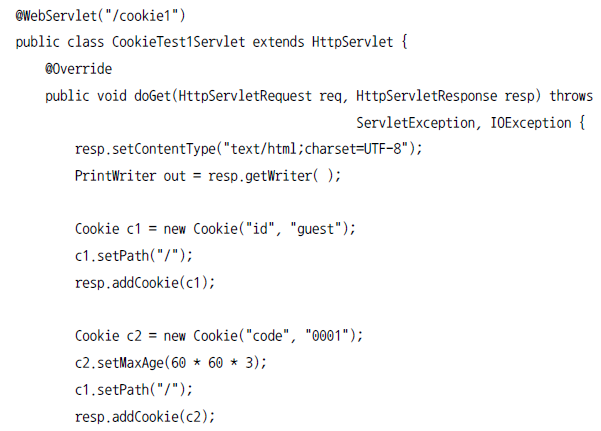 @WebServlet("/cookie1")
public class CookieTest1Servlet extends HttpServlet {
@Override
public void doGet(HttpServletRequest req, HttpServletResponse resp) throws
ServletException, IOException {
resp.setContentType("text/html;charset=UTF-8");
PrintWriter out = resp.getWriter( );
Cookie c1 = new Cookie("id", "guest");
c1.setPath("/");
resp.addCookie(c1);
Cookie c2 = new Cookie("code", "0001");
c2.setMaxAge(60 * 60 * 3);
c1.setPath("/");
resp.addCookie(c2);